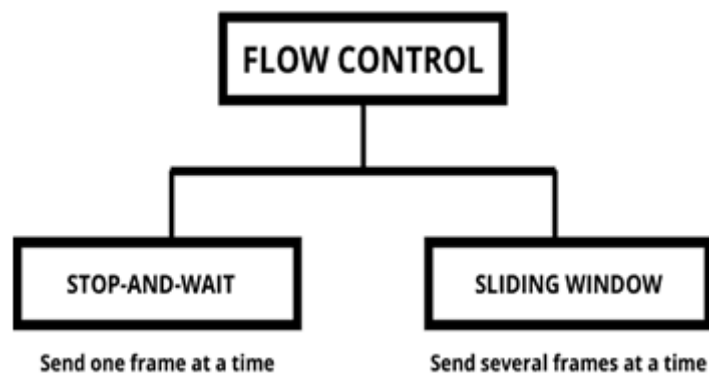 FLOW CONTROL
STOP-AND-WAIT
SLIDING WINDOW
Send one frame at a time
Send several frames at a time